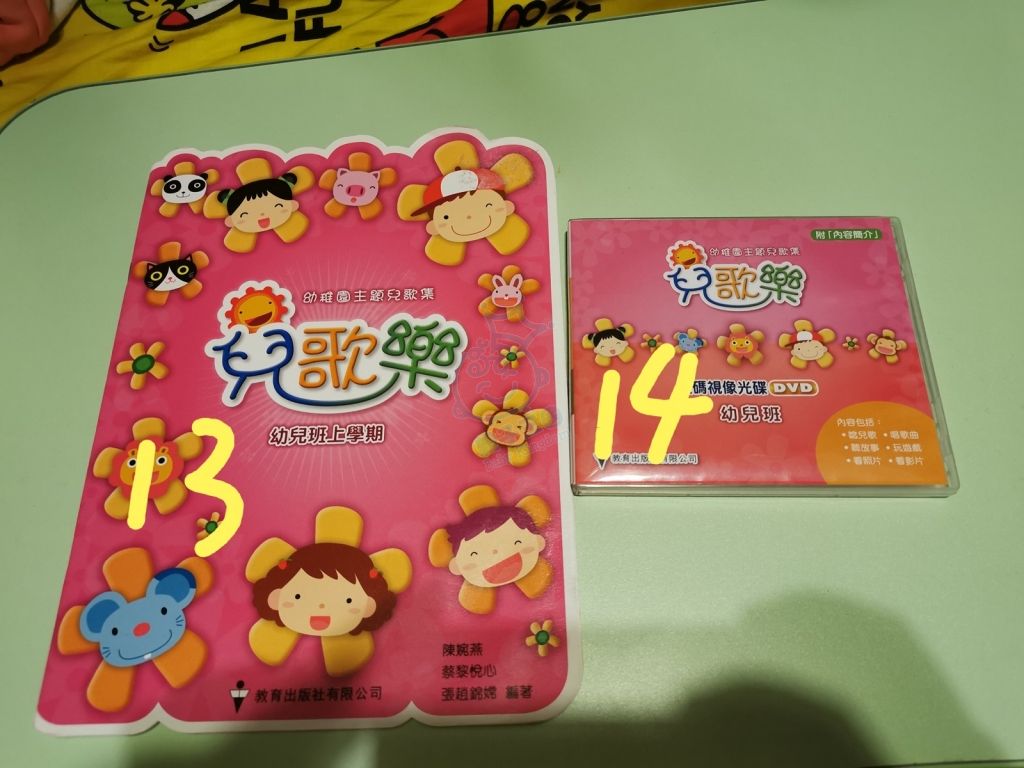 幼稚園主題兒歌集
兒歌樂
幼兒班上學期
13
陳婉燕
蔡黎悅心
張趙錦嫦 編著
教育出版社有限公司
附「內容簡介」
幼稚園主題兒歌集
兒歌樂
碼視像光碟 DVD
幼兒班
14
內容包括：
•聽兒歌 •唱歌曲
•聽故事 •玩遊戲
•看照片 •看影片
教育出版社有限公司